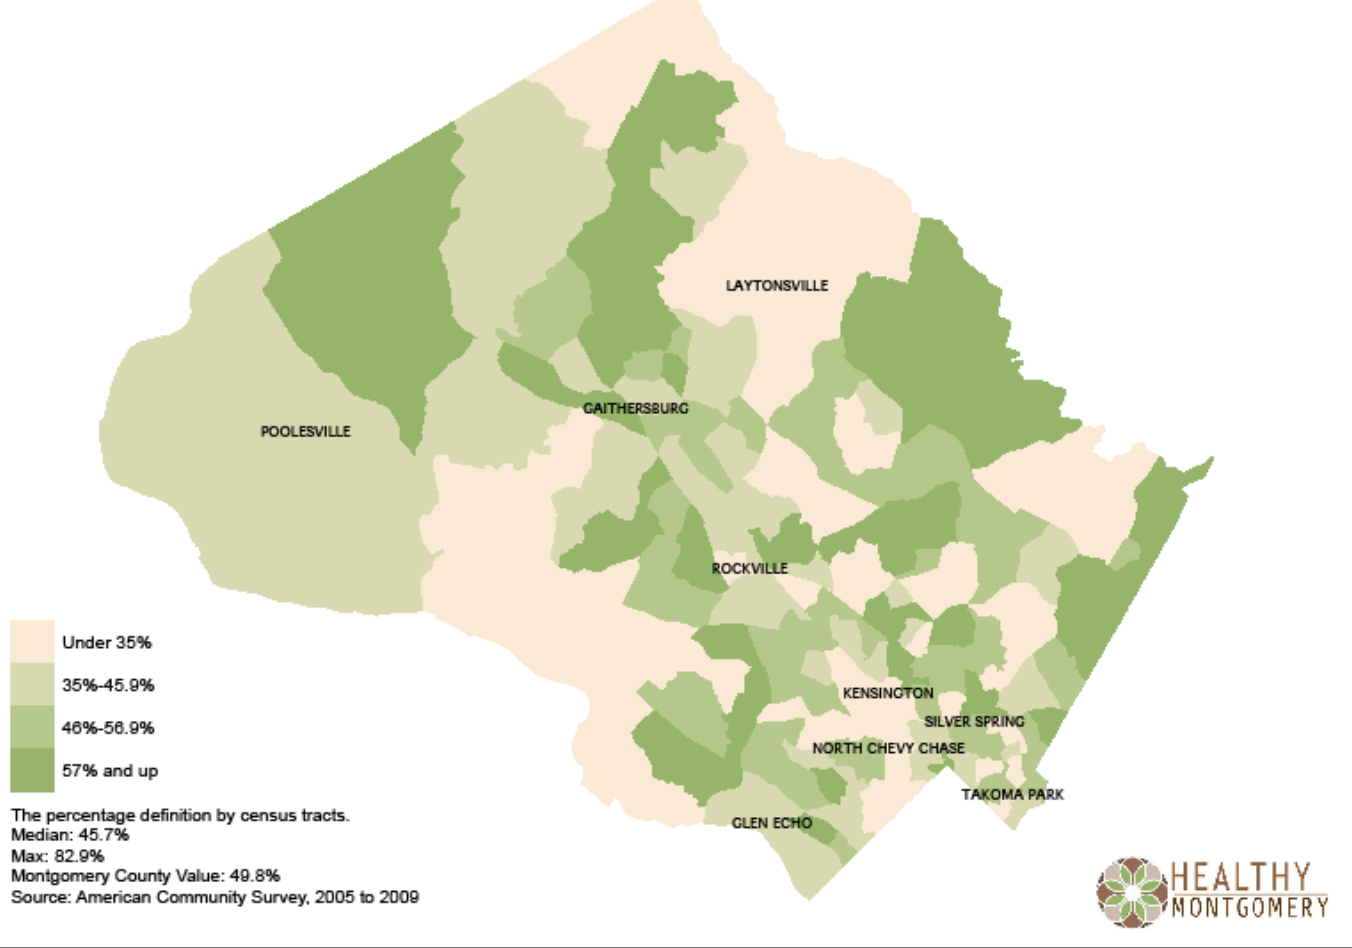 LAYTONSVILLE
GAITHERSBURG
POOLESVILLE
ROCKVILLE
KENSINGTON
SILVER SPRING
NORTH CHEVY CHASE
TAKOMA PARK
GLEN ECHO
Under 35%
35%-45.9%
46%-56.9%
57% and up
The percentage definition by census tracts.
Median: 45.7%
Max: 82.9%
Montgomery County Value: 49.8%
Source: American Community Survey, 2005 to 2009
HEALTHY
MONTGOMERY